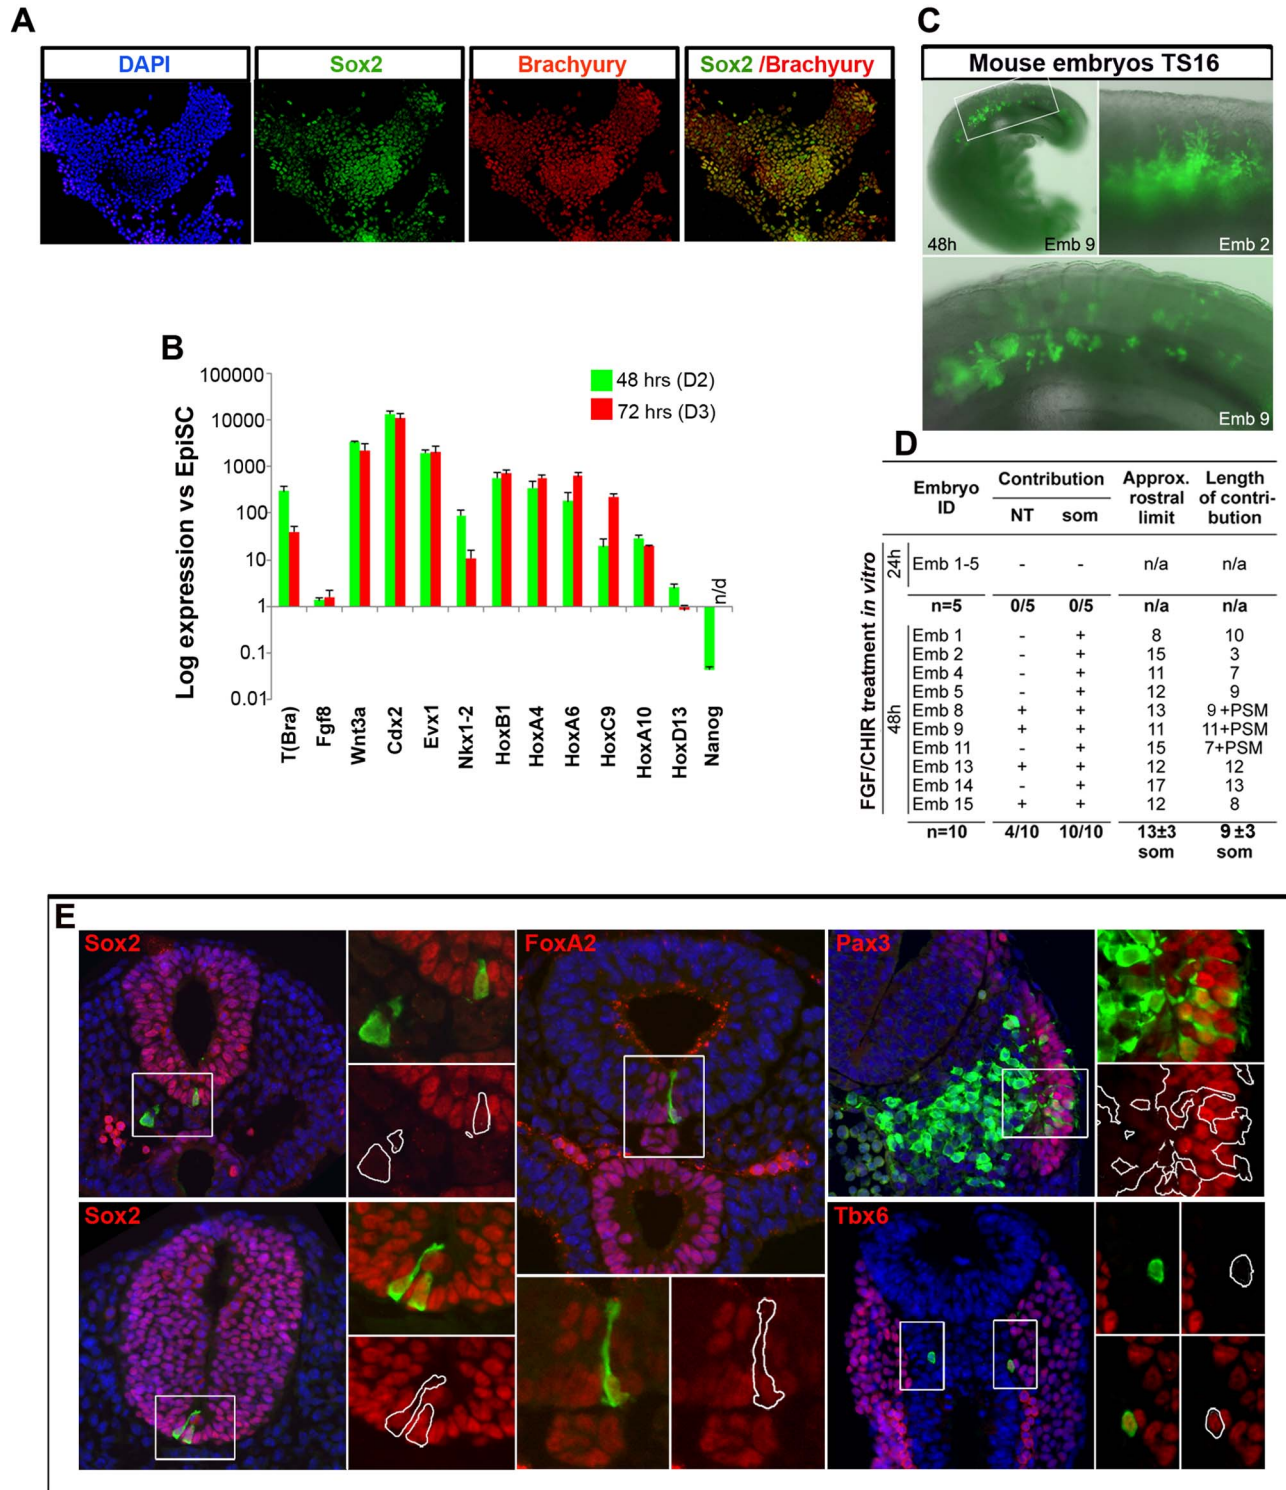 A
DAPI
Sox2
Brachyury
Sox2 /Brachyury
C
Mouse embryos TS16
48h
Emb 9
Emb 2
Emb 9
B
Log expression vs EpiSC
100000
10000
1000
100
10
1
0.1
0.01
48 hrs (D2)
72 hrs (D3)
n/d
T(Bra)
Fgf8
Wnt3a
Cdx2
Evx1
Nkx1-2
HoxB1
HoxA4
HoxA6
HoxC9
HoxA10
HoxD13
Nanog
D
Embryo ID Contribution Approx. rostral limit Length of contri-bution
NT som
FGF/CHIR treatment in vitro
24h
Emb 1-5 - - n/a n/a
n=5 0/5 0/5 n/a n/a
48h
Emb 1 - + 8 10
Emb 2 - + 15 3
Emb 4 - + 11 7
Emb 5 - + 12 9
Emb 8 + + 13 9 +PSM
Emb 9 + + 11 11+PSM
Emb 11 - + 15 7+PSM
Emb 13 + + 12 12
Emb 14 - + 17 13
Emb 15 + + 12 8
n=10 4/10 10/10 13±3 9 ±3
som som
E
Sox2
FoxA2
Pax3
Sox2
Tbx6